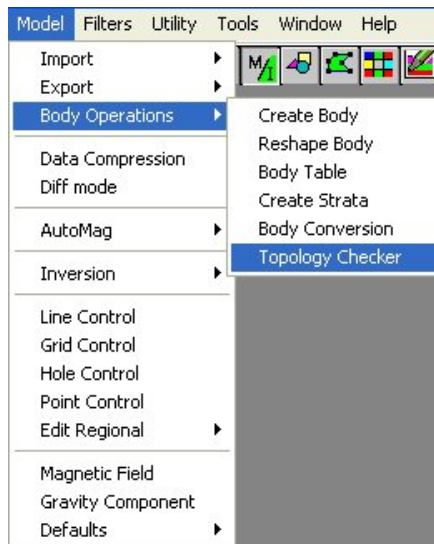 Model Filters Utility Tools Window Help
Import
Export
Body Operations
Data Compression
Diff mode
AutoMag
Inversion
Line Control
Grid Control
Hole Control
Point Control
Edit Regional
Magnetic Field
Gravity Component
Defaults
M/I
Create Body
Reshape Body
Body Table
Create Strata
Body Conversion
Topology Checker